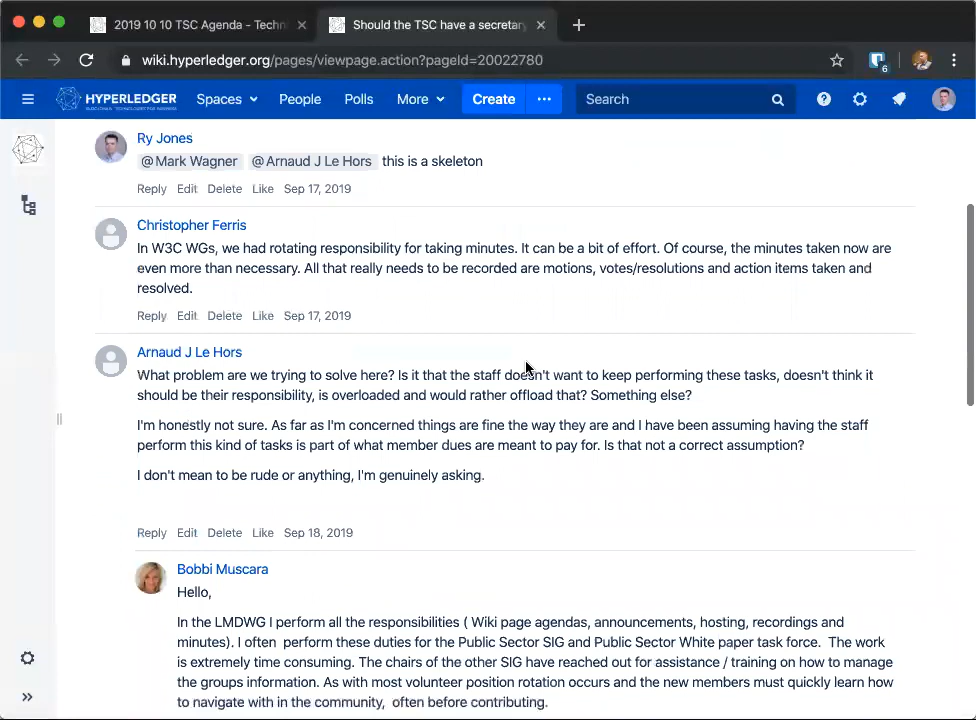 2019 10 10 TSC Agenda - Techn
Should the TSC have a secretary
wiki.hyperledger.org/pages/viewpage.action?pageId=20022780
6
HYPERLEDGER
Spaces
People
Polls
More
Create
Search
Ry Jones
@Mark Wagner @Arnaud J Le Hors this is a skeleton
Reply Edit Delete Like Sep 17, 2019
Christopher Ferris
In W3C WGs, we had rotating responsibility for taking minutes. It can be a bit of effort. Of course, the minutes taken now are
even more than necessary. All that really needs to be recorded are motions, votes/resolutions and action items taken and
resolved.
Reply Edit Delete Like Sep 17, 2019
Arnaud J Le Hors
What problem are we trying to solve here? Is it that the staff doesn't want to keep performing these tasks, doesn't think it
should be their responsibility, is overloaded and would rather offload that? Something else?
I'm honestly not sure. As far as I'm concerned things are fine the way they are and I have been assuming having the staff
perform this kind of tasks is part of what member dues are meant to pay for. Is that not a correct assumption?
I don't mean to be rude or anything, I'm genuinely asking.
Reply Edit Delete Like Sep 18, 2019
Bobbi Muscara
Hello,
In the LMDWG I perform all the responsibilities ( Wiki page agendas, announcements, hosting, recordings and
minutes). I often perform these duties for the Public Sector SIG and Public Sector White paper task force. The work
is extremely time consuming. The chairs of the other SIG have reached out for assistance / training on how to manage
the groups information. As with most volunteer position rotation occurs and the new members must quickly learn how
to navigate with in the community, often before contributing.